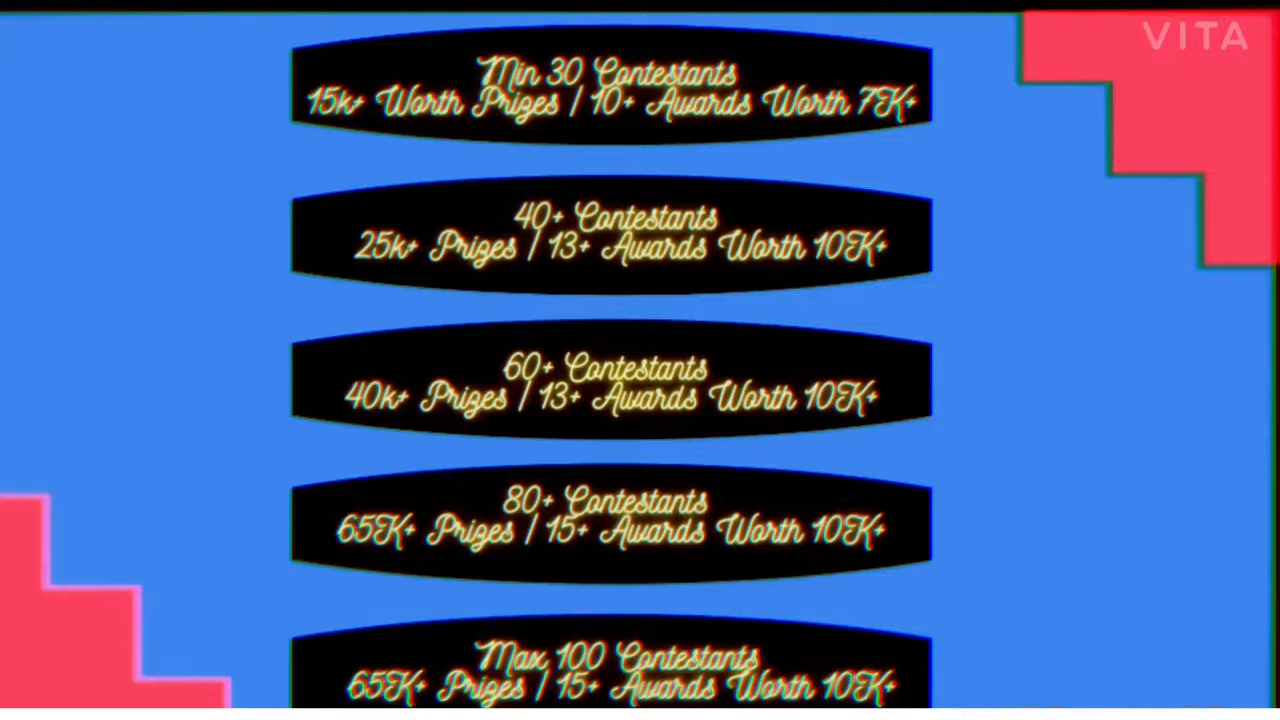 VITA
Min 30 Contestants
15k+ Worth Prizes / 10+ Awards Worth 7K+
40+ Contestants
25k+ Prizes / 13+ Awards Worth 10K+
60+ Contestants
40k+ Prizes / 13+ Awards Worth 10K+
80+ Contestants
65K+ Prizes / 15+ Awards Worth 10K+
Max 100 Contestants
65K+ Prizes / 15+ Awards Worth 10K+